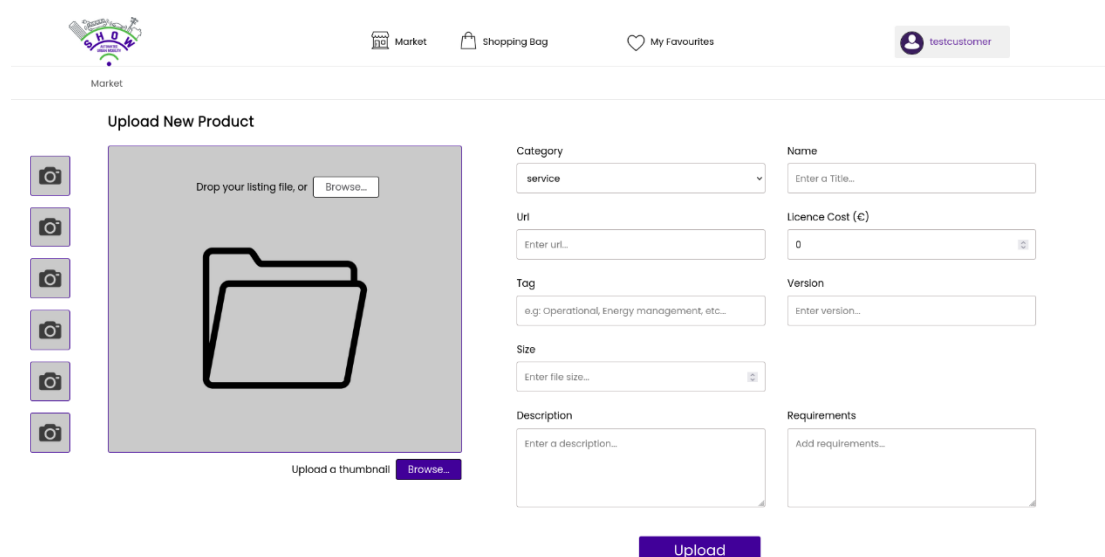 SHOW
Market
Shopping Bag
My Favourites
testcustomer
Market
Upload New Product
Drop your listing file, or
Browse...
Upload a thumbnail
Browse...
Category
service
Name
Enter a Title...
Url
Enter url...
Licence Cost (€)
0
Tag
e.g: Operational, Energy management, etc...
Version
Enter version...
Size
Enter file size...
Description
Enter a description...
Requirements
Add requirements...
Upload